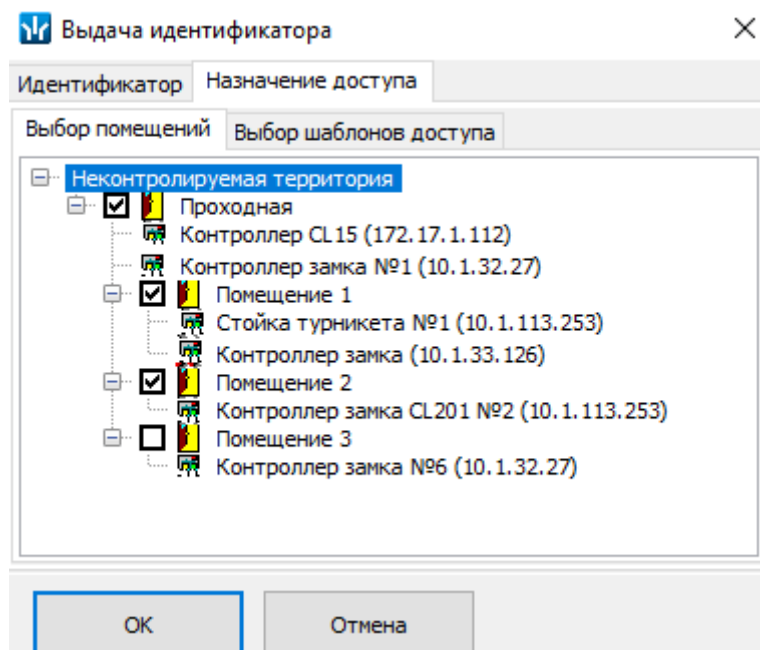 Выдача идентификатора
Идентификатор Назначение доступа
Выбор помещений Выбор шаблонов доступа
Неконтролируемая территория
Проходная
Контроллер CL15 (172.17.1.112)
Контроллер замка №1 (10.1.32.27)
Помещение 1
Стойка турникета №1 (10.1.113.253)
Контроллер замка (10.1.33.126)
Помещение 2
Контроллер замка CL201 №2 (10.1.113.253)
Помещение 3
Контроллер замка №6 (10.1.32.27)
ОК Отмена